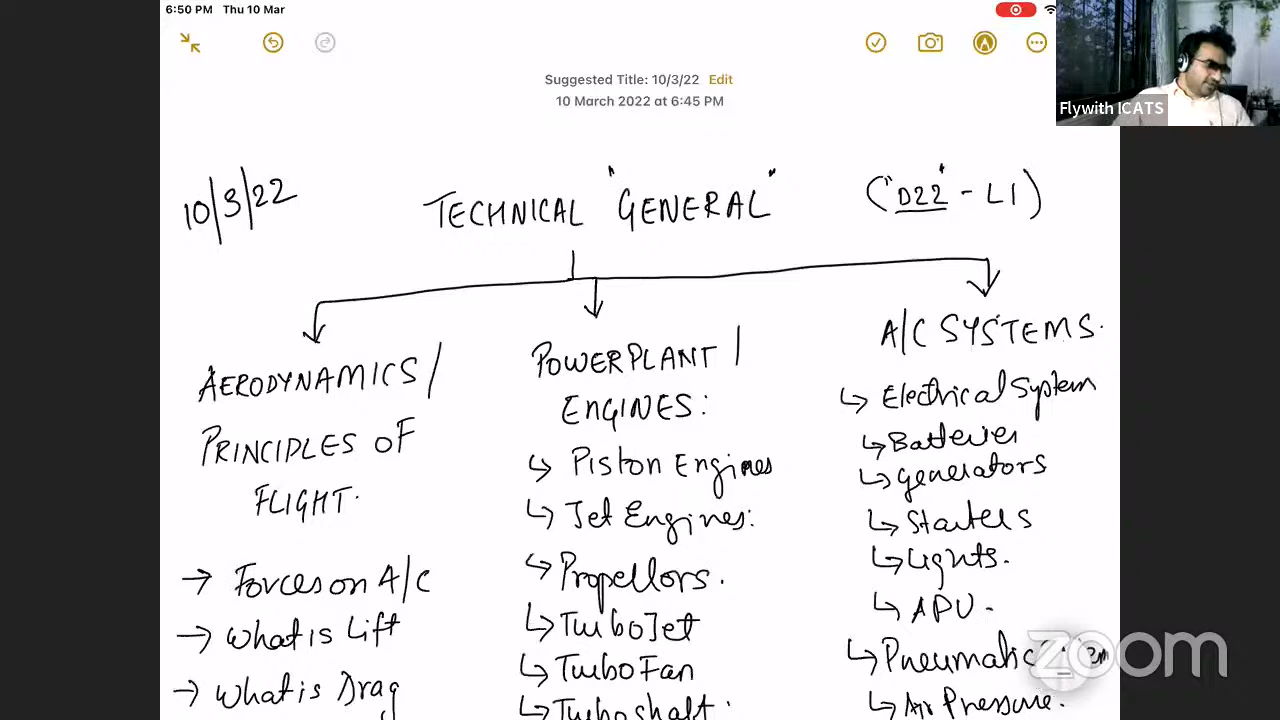 6:50 PM Thu 10 Mar
Suggested Title: 10/3/22 Edit
10 March 2022 at 6:45 PM
Flywith ICATS
10/3/22
TECHNICAL "GENERAL"
("D22" - L1)
AERODYNAMICS/
PRINCIPLES OF
FLIGHT.
→ Forces on A/C
→ What is Lift
→ What is Drag
POWERPLANT /
ENGINES:
↳ Piston Engines
↳ Jet Engines:
↳ Propellors.
↳ TurboJet
↳ TurboFan
↳ Turboshaft.
A/C SYSTEMS.
↳ Electrical System
↳ Batteries
↳ Generators
↳ Starters
↳ Lights.
↳ APU-
↳ Pneumatic
↳ Air Pressure.
zoom